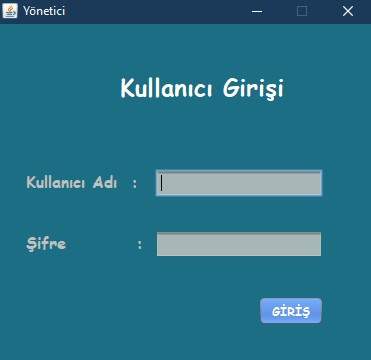 Yönetici
Kullanıcı Girişi
Kullanıcı Adı :
Şifre :
GİRİŞ